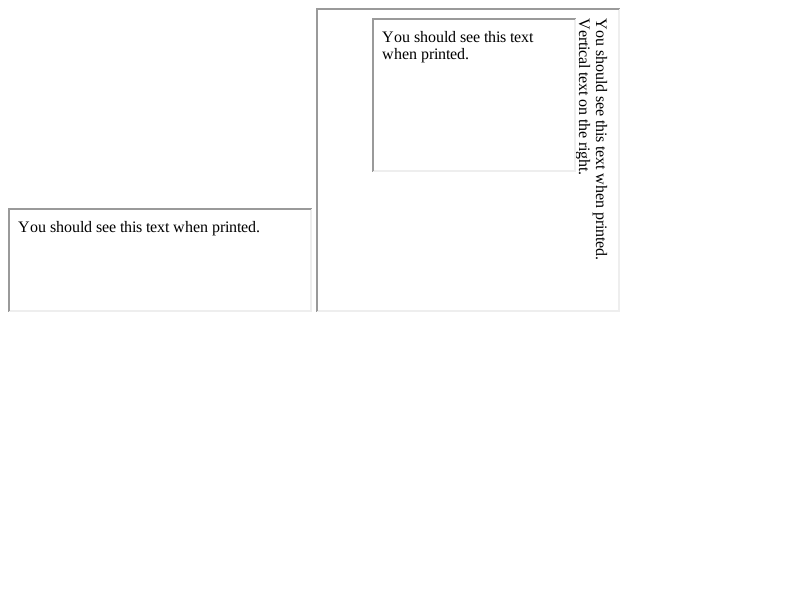 You should see this text when printed.
You should see this text
when printed.
You should see this text when printed.
Vertical text on the right.